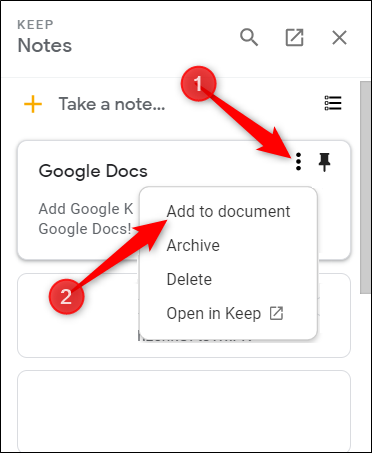 KEEP
Notes
Take a note...
1
Google Docs
Add Google K
Google Docs!
Add to document
Archive
Delete
Open in Keep
2